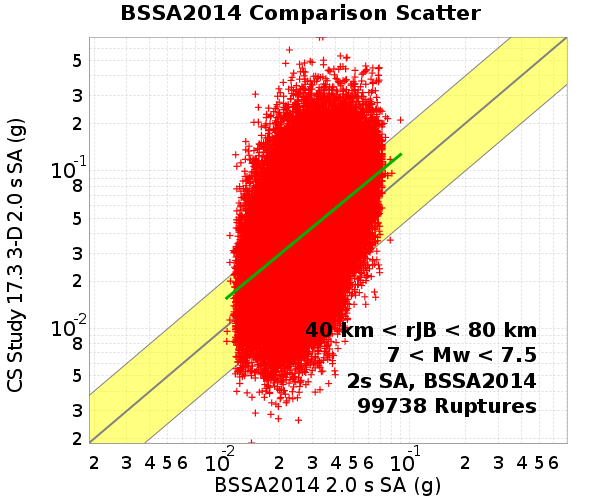 BSSA2014 Comparison Scatter
CS Study 17.3 3-D 2.0 s SA (g)
5
3
2
10-1
8
5
3
2
10-2
8
5
3
2
40 km < rJB < 80 km
7 < Mw < 7.5
2s SA, BSSA2014
99738 Ruptures
2 3 4 5 6 10-2 2 3 4 5 6 10-1 2 3 4 5 6
BSSA2014 2.0 s SA (g)